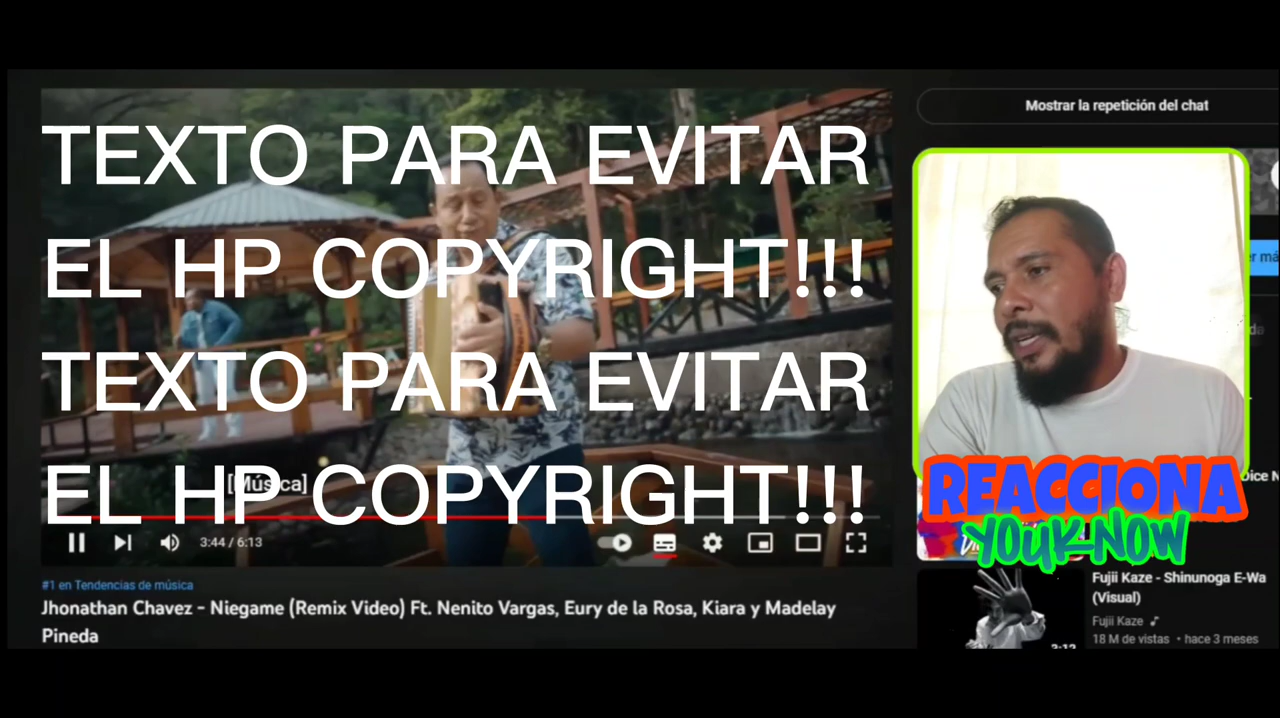 Mostrar la repetición del chat
TEXTO PARA EVITAR
EL HP COPYRIGHT!!!
TEXTO PARA EVITAR
EL HP COPYRIGHT!!!
[Música]
3:44 / 6:13
#1 en Tendencias de música
Jhonathan Chavez - Niegame (Remix Video) Ft. Nenito Vargas, Eury de la Rosa, Kiara y Madelay
Pineda
REACCIONA
YOUK-NOW
Fujii Kaze - Shinunoga E-Wa
(Visual)
Fujii Kaze
18 M de vistas • hace 3 meses